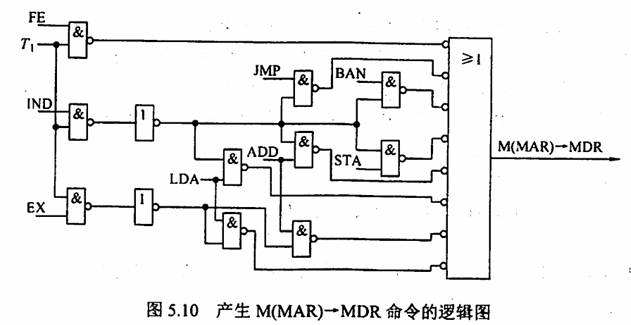 FE
&
T₁
≥1
JMP
&
BAN
&
IND
&
1
&
&
ADD
STA
M(MAR)→MDR
&
LDA
&
1
EX
&
&
图 5.10 产生 M(MAR)→MDR 命令的逻辑图